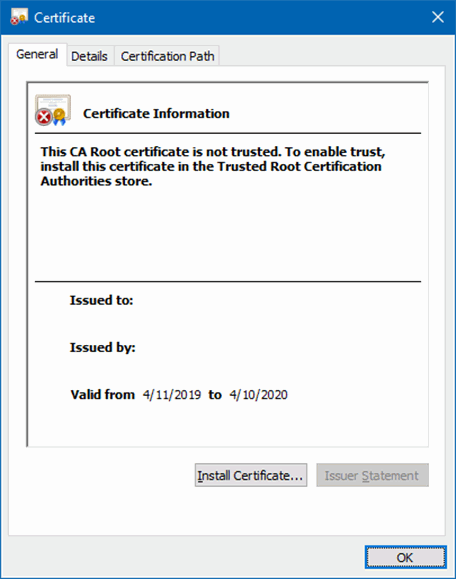 Certificate
General Details Certification Path
Certificate Information
This CA Root certificate is not trusted. To enable trust,
install this certificate in the Trusted Root Certification
Authorities store.
Issued to:
Issued by:
Valid from 4/11/2019 to 4/10/2020
Install Certificate... Issuer Statement
OK